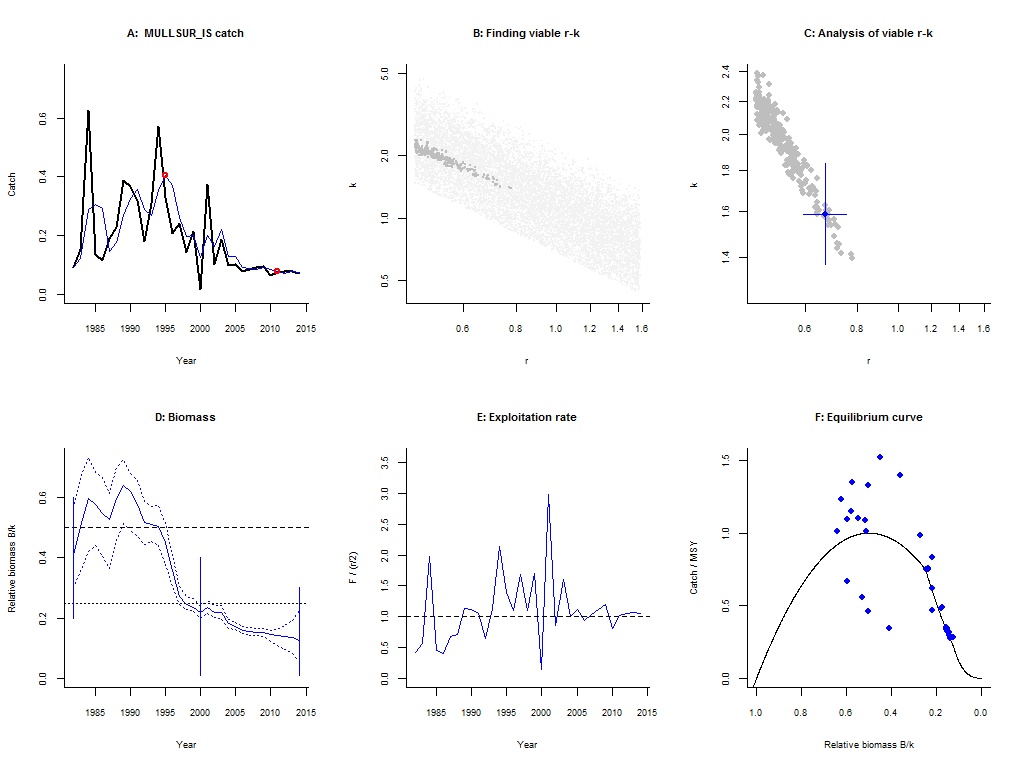 A: MULLSUR_IS catch
Catch
0.0 0.2 0.4 0.6
1985 1990 1995 2000 2005 2010 2015
Year
B: Finding viable r-k
k
0.5 1.0 2.0 5.0
0.6 0.8 1.0 1.2 1.4 1.6
r
C: Analysis of viable r-k
k
1.4 1.6 1.8 2.0 2.2 2.4
0.6 0.8 1.0 1.2 1.4 1.6
r
D: Biomass
Relative biomass B/k
0.0 0.2 0.4 0.6
1985 1990 1995 2000 2005 2010 2015
Year
E: Exploitation rate
F / (r/2)
0.0 0.5 1.0 1.5 2.0 2.5 3.0 3.5
1985 1990 1995 2000 2005 2010 2015
Year
F: Equilibrium curve
Catch / MSY
0.0 0.5 1.0 1.5
1.0 0.8 0.6 0.4 0.2 0.0
Relative biomass B/k